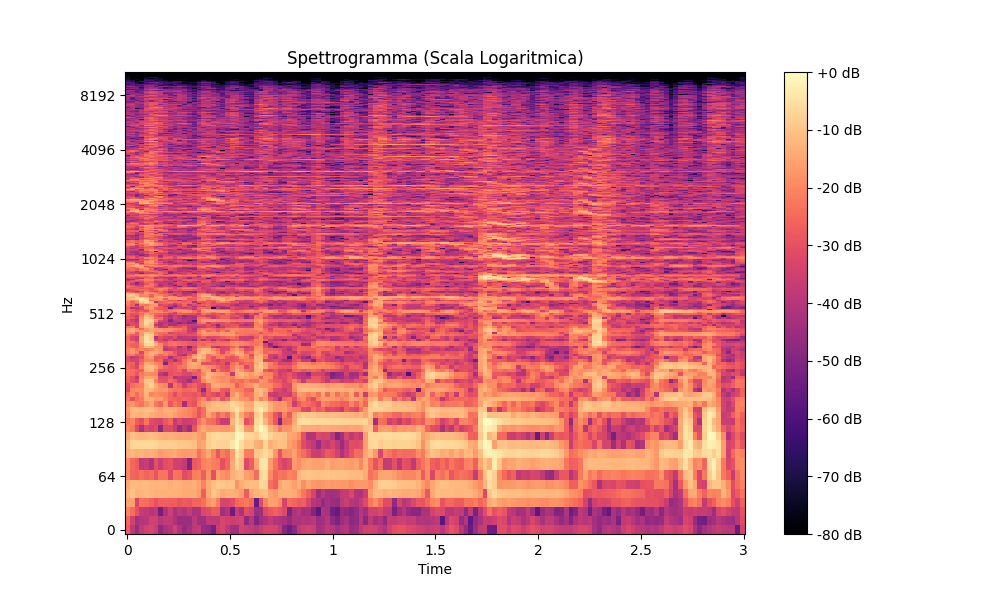 Spettrogramma (Scala Logaritmica)
Hz
8192
4096
2048
1024
512
256
128
64
0
0 0.5 1 1.5 2 2.5 3
Time
+0 dB
-10 dB
-20 dB
-30 dB
-40 dB
-50 dB
-60 dB
-70 dB
-80 dB